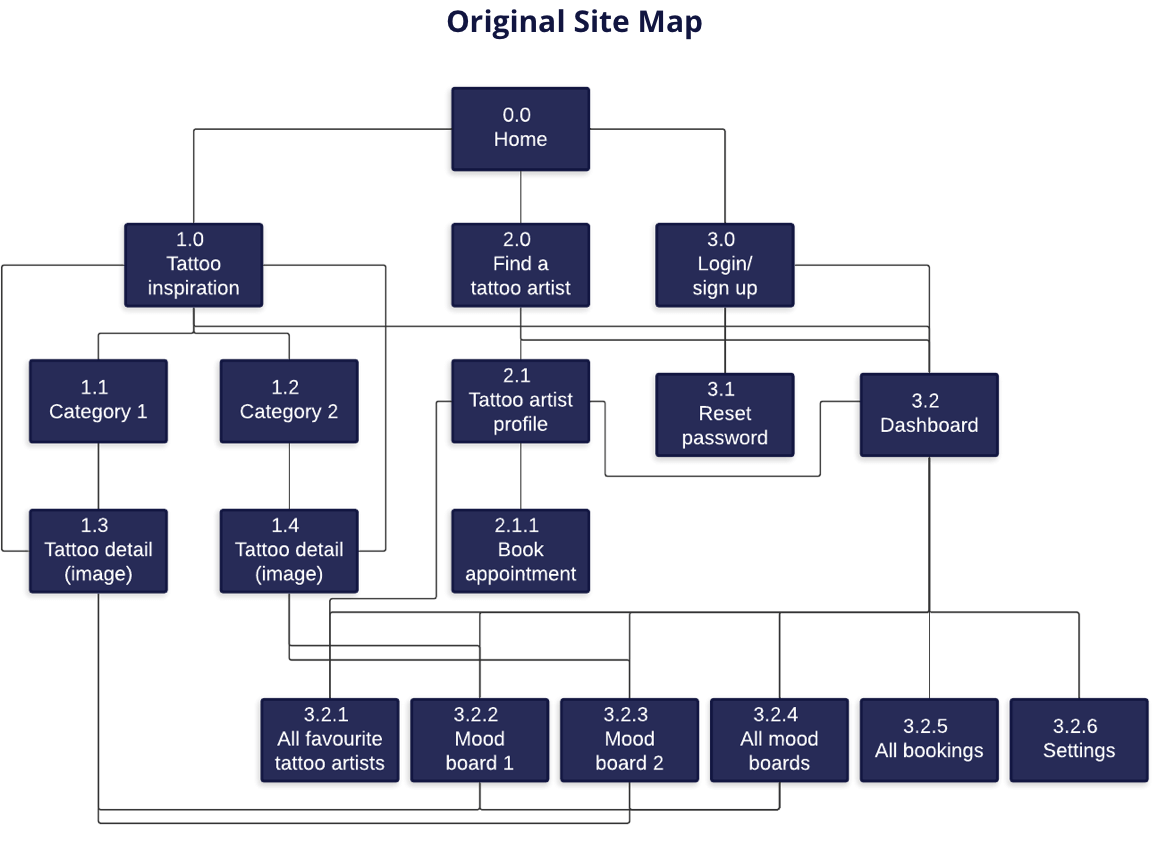 Original Site Map
0.0
Home
1.0
Tattoo
inspiration
2.0
Find a
tattoo artist
3.0
Login/
sign up
1.1
Category 1
1.2
Category 2
2.1
Tattoo artist
profile
3.1
Reset
password
3.2
Dashboard
1.3
Tattoo detail
(image)
1.4
Tattoo detail
(image)
2.1.1
Book
appointment
3.2.1
All favourite
tattoo artists
3.2.2
Mood
board 1
3.2.3
Mood
board 2
3.2.4
All mood
boards
3.2.5
All bookings
3.2.6
Settings